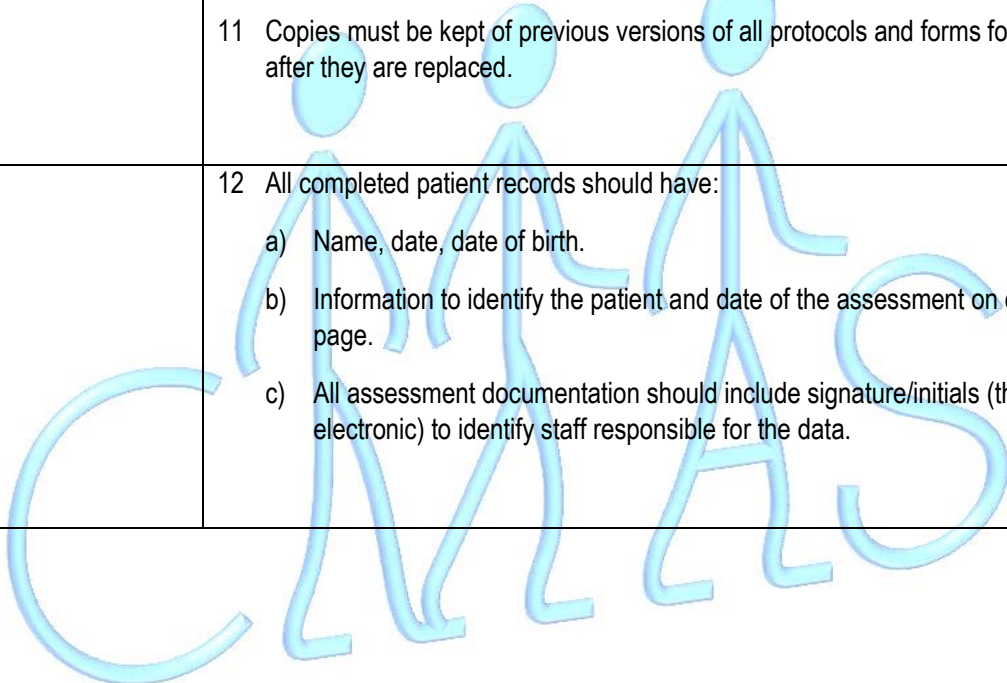 11 Copies must be kept of previous versions of all protocols and forms fo
after they are replaced.
12 All completed patient records should have:
a) Name, date, date of birth.
b) Information to identify the patient and date of the assessment on
page.
c) All assessment documentation should include signature/initials (th
electronic) to identify staff responsible for the data.
CMAS